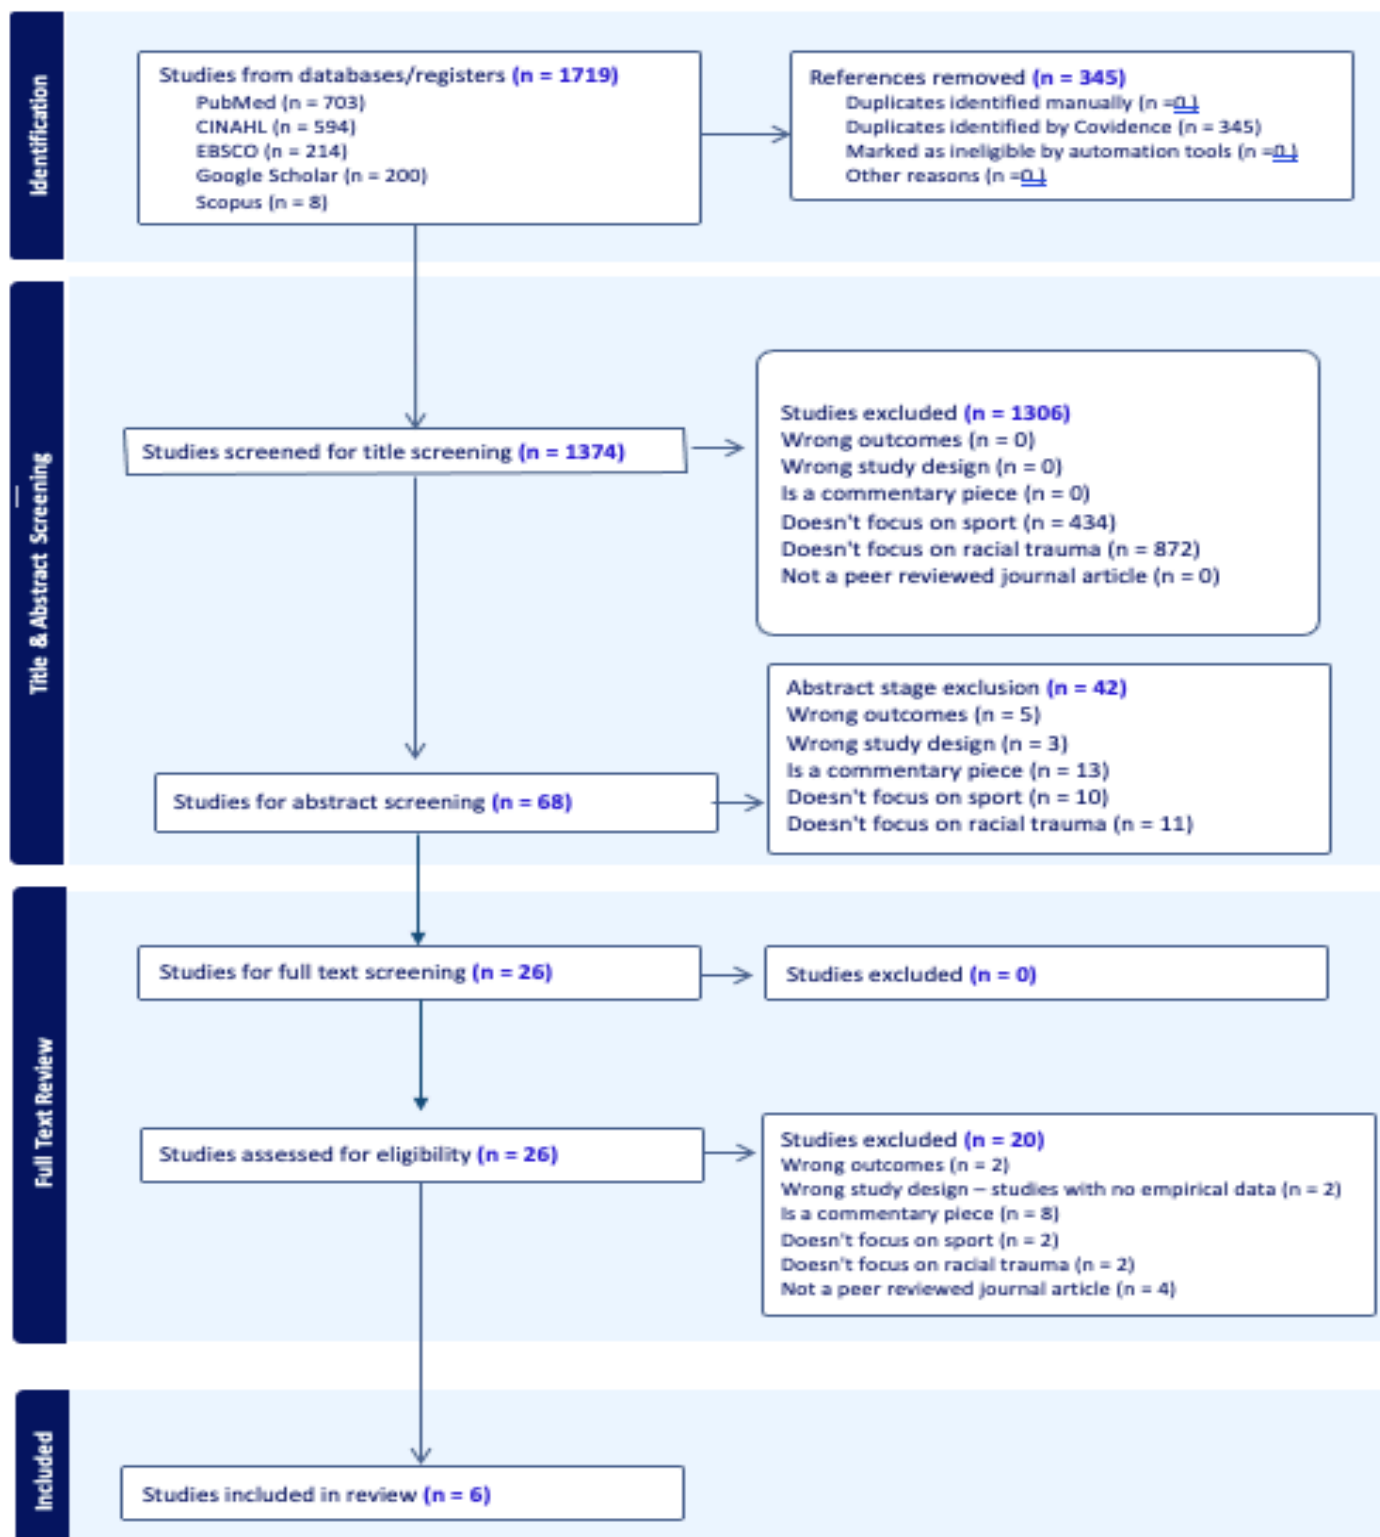 Identification
Studies from databases/registers (n = 1719)
PubMed (n = 703)
CINAHL (n = 594)
EBSCO (n = 214)
Google Scholar (n = 200)
Scopus (n = 8)
References removed (n = 345)
Duplicates identified manually (n =0 )
Duplicates identified by Covidence (n = 345)
Marked as ineligible by automation tools (n =0 )
Other reasons (n =0 )
Title & Abstract Screening
Studies screened for title screening (n = 1374)
Studies excluded (n = 1306)
Wrong outcomes (n = 0)
Wrong study design (n = 0)
Is a commentary piece (n = 0)
Doesn't focus on sport (n = 434)
Doesn't focus on racial trauma (n = 872)
Not a peer reviewed journal article (n = 0)
Studies for abstract screening (n = 68)
Abstract stage exclusion (n = 42)
Wrong outcomes (n = 5)
Wrong study design (n = 3)
Is a commentary piece (n = 13)
Doesn't focus on sport (n = 10)
Doesn't focus on racial trauma (n = 11)
Full Text Review
Studies for full text screening (n = 26)
Studies excluded (n = 0)
Studies assessed for eligibility (n = 26)
Studies excluded (n = 20)
Wrong outcomes (n = 2)
Wrong study design – studies with no empirical data (n = 2)
Is a commentary piece (n = 8)
Doesn't focus on sport (n = 2)
Doesn't focus on racial trauma (n = 2)
Not a peer reviewed journal article (n = 4)
Included
Studies included in review (n = 6)